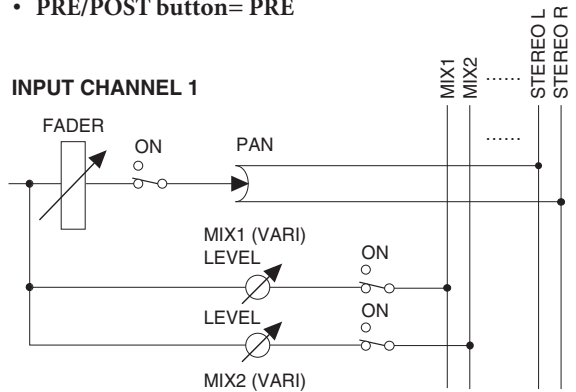 • PRE/POST button= PRE
INPUT CHANNEL 1
MIX1
MIX2
......
STEREO L
STEREO R
......
FADER
ON
PAN
MIX1 (VARI)
LEVEL
ON
LEVEL
ON
MIX2 (VARI)